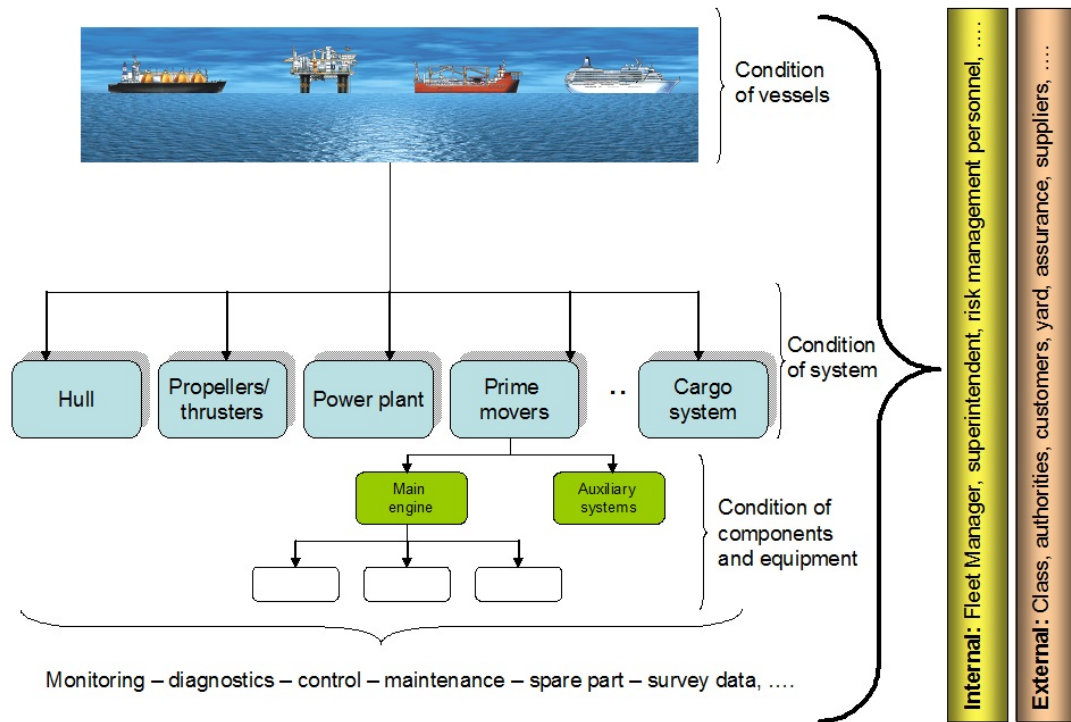 Condition
of vessels
Hull
Propellers/
thrusters
Power plant
Prime
movers
..
Cargo
system
Condition
of system
Main
engine
Auxiliary
systems
Condition of
components
and equipment
Monitoring – diagnostics – control – maintenance – spare part – survey data, ….
Internal: Fleet Manager, superintendent, risk management personnel, ….
External: Class, authorities, customers, yard, assurance, suppliers, ….